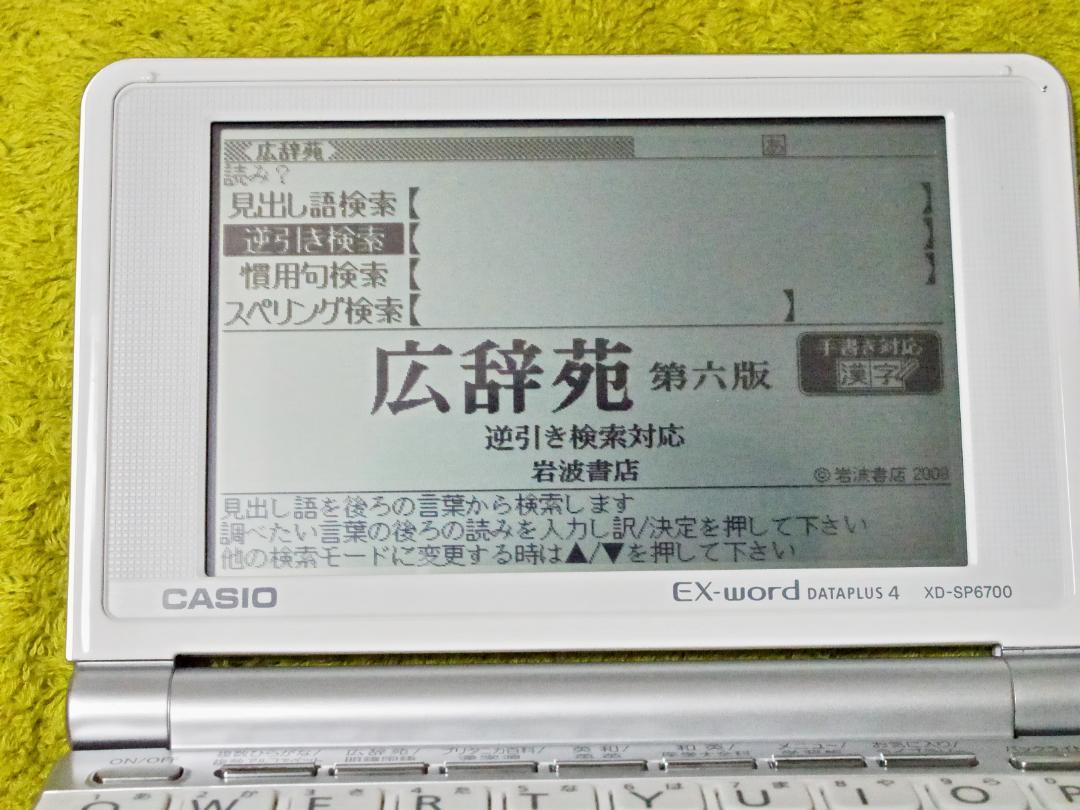 広辞苑
あ
読み?
見出し語検索【 】
逆引き検索【 】
慣用句検索【 】
スペリング検索【 】
広辞苑 第六版
手書き対応
漢字
逆引き検索対応
岩波書店
©岩波書店 2008
見出し語を後ろの言葉から検索します
調べたい言葉の後ろの読みを入力し訳/決定を押して下さい
他の検索モードに変更する時は▲/▼を押して下さい
CASIO
EX-word DATAPLUS 4 XD-SP6700
ON/OFF
広辞苑/
英和/
和英/
メニュー/
Q W E R T Y U I O P